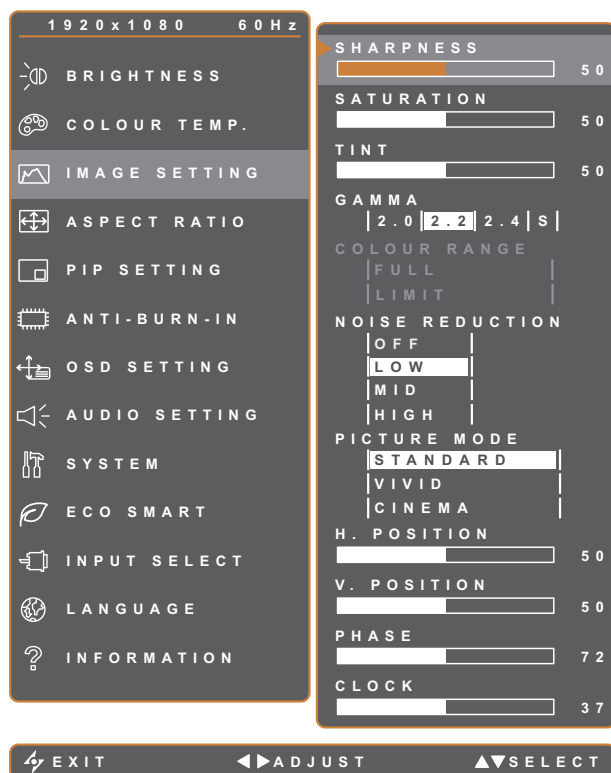 1920x1080 60Hz
BRIGHTNESS
COLOUR TEMP.
IMAGE SETTING
ASPECT RATIO
PIP SETTING
ANTI-BURN-IN
OSD SETTING
AUDIO SETTING
SYSTEM
ECO SMART
INPUT SELECT
LANGUAGE
INFORMATION
SHARPNESS
50
SATURATION
50
TINT
50
GAMMA
2.0 2.2 2.4 S
COLOUR RANGE
FULL
LIMIT
NOISE REDUCTION
OFF
LOW
MID
HIGH
PICTURE MODE
STANDARD
VIVID
CINEMA
H. POSITION
50
V. POSITION
50
PHASE
72
CLOCK
37
EXIT ADJUST SELECT